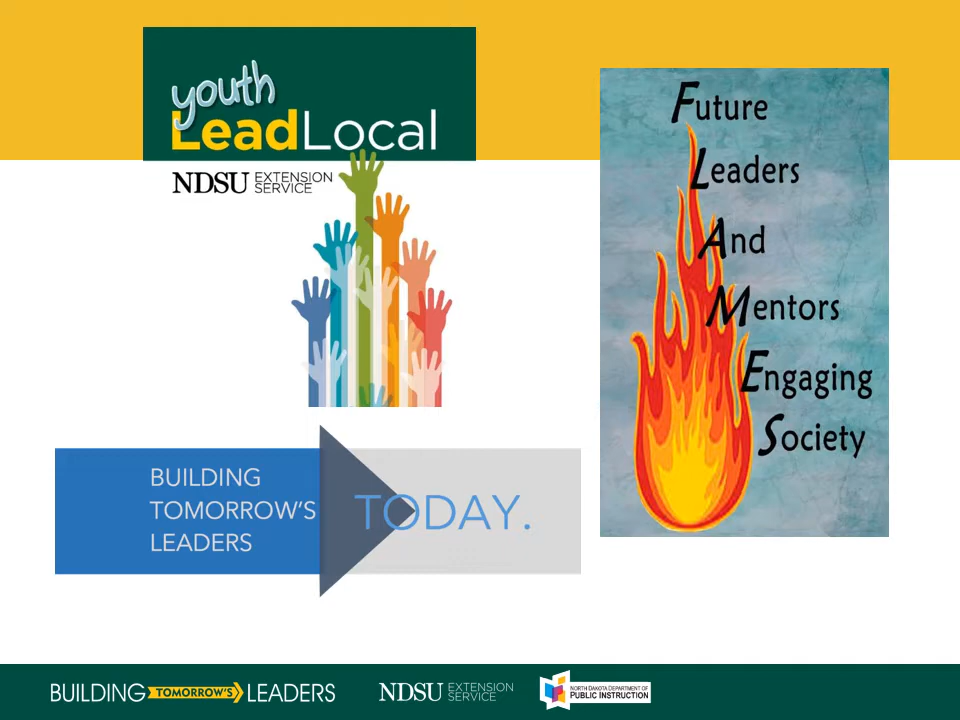 youth
LeadLocal
NDSU EXTENSION
SERVICE
Future
Leaders
And
Mentors
Engaging
Society
BUILDING
TOMORROW'S
LEADERS
TODAY.
BUILDING TOMORROW'S LEADERS
NDSU EXTENSION
SERVICE
NORTH DAKOTA DEPARTMENT OF
PUBLIC INSTRUCTION